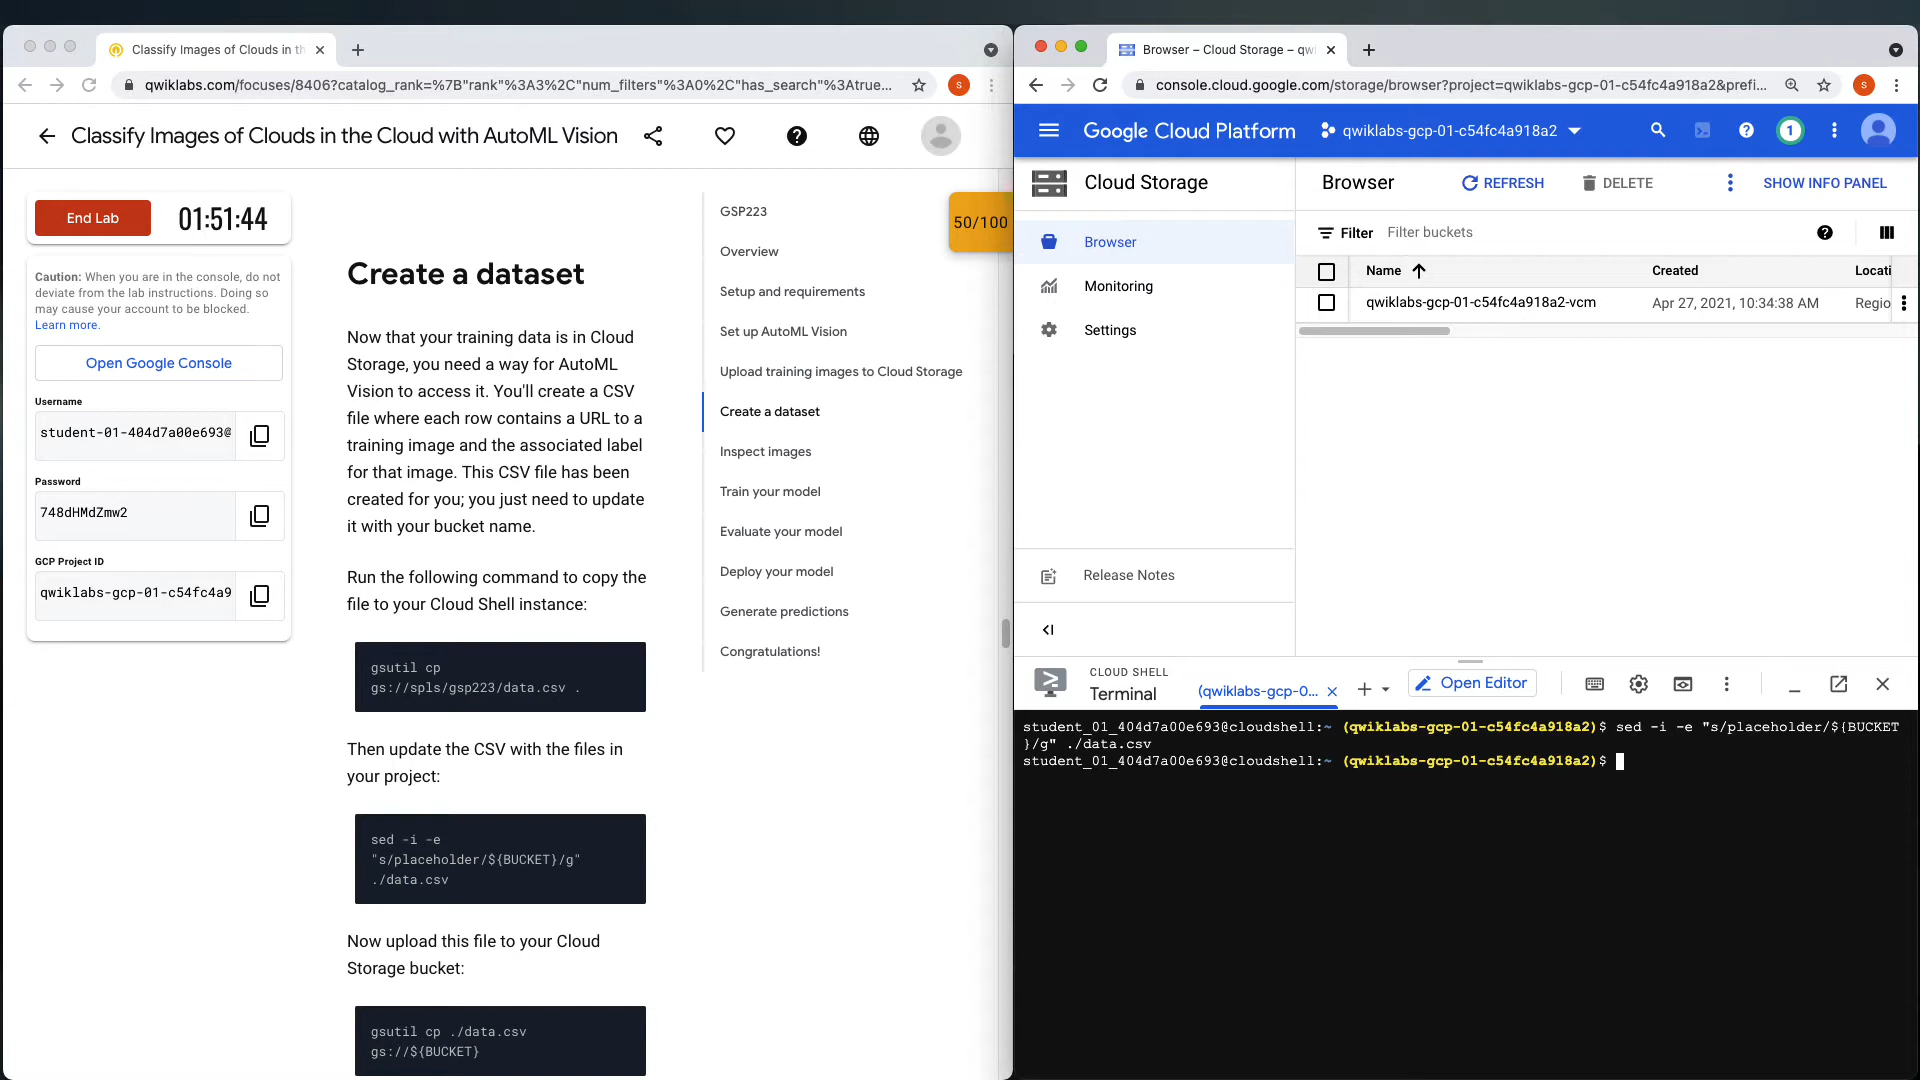 Classify Images of Clouds in th
qwiklabs.com/focuses/8406?catalog_rank=%7B"rank"%3A3%2C"num_filters"%3A0%2C"has_search"%3Atrue...
S
Classify Images of Clouds in the Cloud with AutoML Vision
End Lab
01:51:44
Caution: When you are in the console, do not
deviate from the lab instructions. Doing so
may cause your account to be blocked.
Learn more.
Open Google Console
Username
student-01-404d7a00e693@
Password
748dHMdZmw2
GCP Project ID
qwiklabs-gcp-01-c54fc4a9
Create a dataset
Now that your training data is in Cloud
Storage, you need a way for AutoML
Vision to access it. You'll create a CSV
file where each row contains a URL to a
training image and the associated label
for that image. This CSV file has been
created for you; you just need to update
it with your bucket name.
Run the following command to copy the
file to your Cloud Shell instance:
gsutil cp
gs://spls/gsp223/data.csv .
Then update the CSV with the files in
your project:
sed -i -e
"s/placeholder/${BUCKET}/g"
./data.csv
Now upload this file to your Cloud
Storage bucket:
gsutil cp ./data.csv
gs://${BUCKET}
GSP223
Overview
Setup and requirements
Set up AutoML Vision
Upload training images to Cloud Storage
Create a dataset
Inspect images
Train your model
Evaluate your model
Deploy your model
Generate predictions
Congratulations!
50/100
Browser – Cloud Storage – qw
console.cloud.google.com/storage/browser?project=qwiklabs-gcp-01-c54fc4a918a2&prefi...
S
Google Cloud Platform
qwiklabs-gcp-01-c54fc4a918a2
1
Cloud Storage
Browser
Monitoring
Settings
Release Notes
Browser
REFRESH
DELETE
SHOW INFO PANEL
Filter
Filter buckets
Name
Created
Locati
qwiklabs-gcp-01-c54fc4a918a2-vcm
Apr 27, 2021, 10:34:38 AM
Regio
CLOUD SHELL
Terminal
(qwiklabs-gcp-0...
Open Editor
student_01_404d7a00e693@cloudshell:~ (qwiklabs-gcp-01-c54fc4a918a2)$ sed -i -e "s/placeholder/${BUCKET
}/g" ./data.csv
student_01_404d7a00e693@cloudshell:~ (qwiklabs-gcp-01-c54fc4a918a2)$